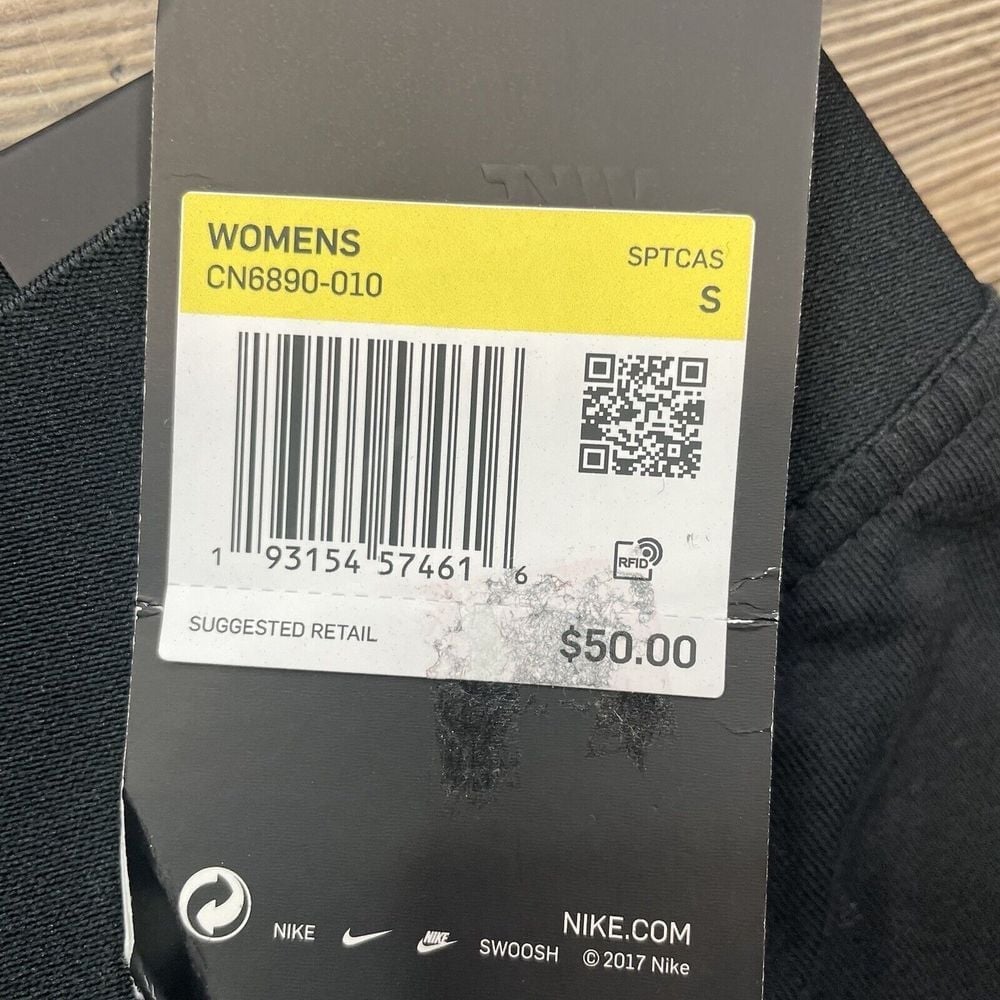 WOMENS
CN6890-010
SPTCAS
S
1 93154 57461 6
RFID
SUGGESTED RETAIL
$50.00
NIKE
NIKE
SWOOSH
NIKE.COM
© 2017 Nike